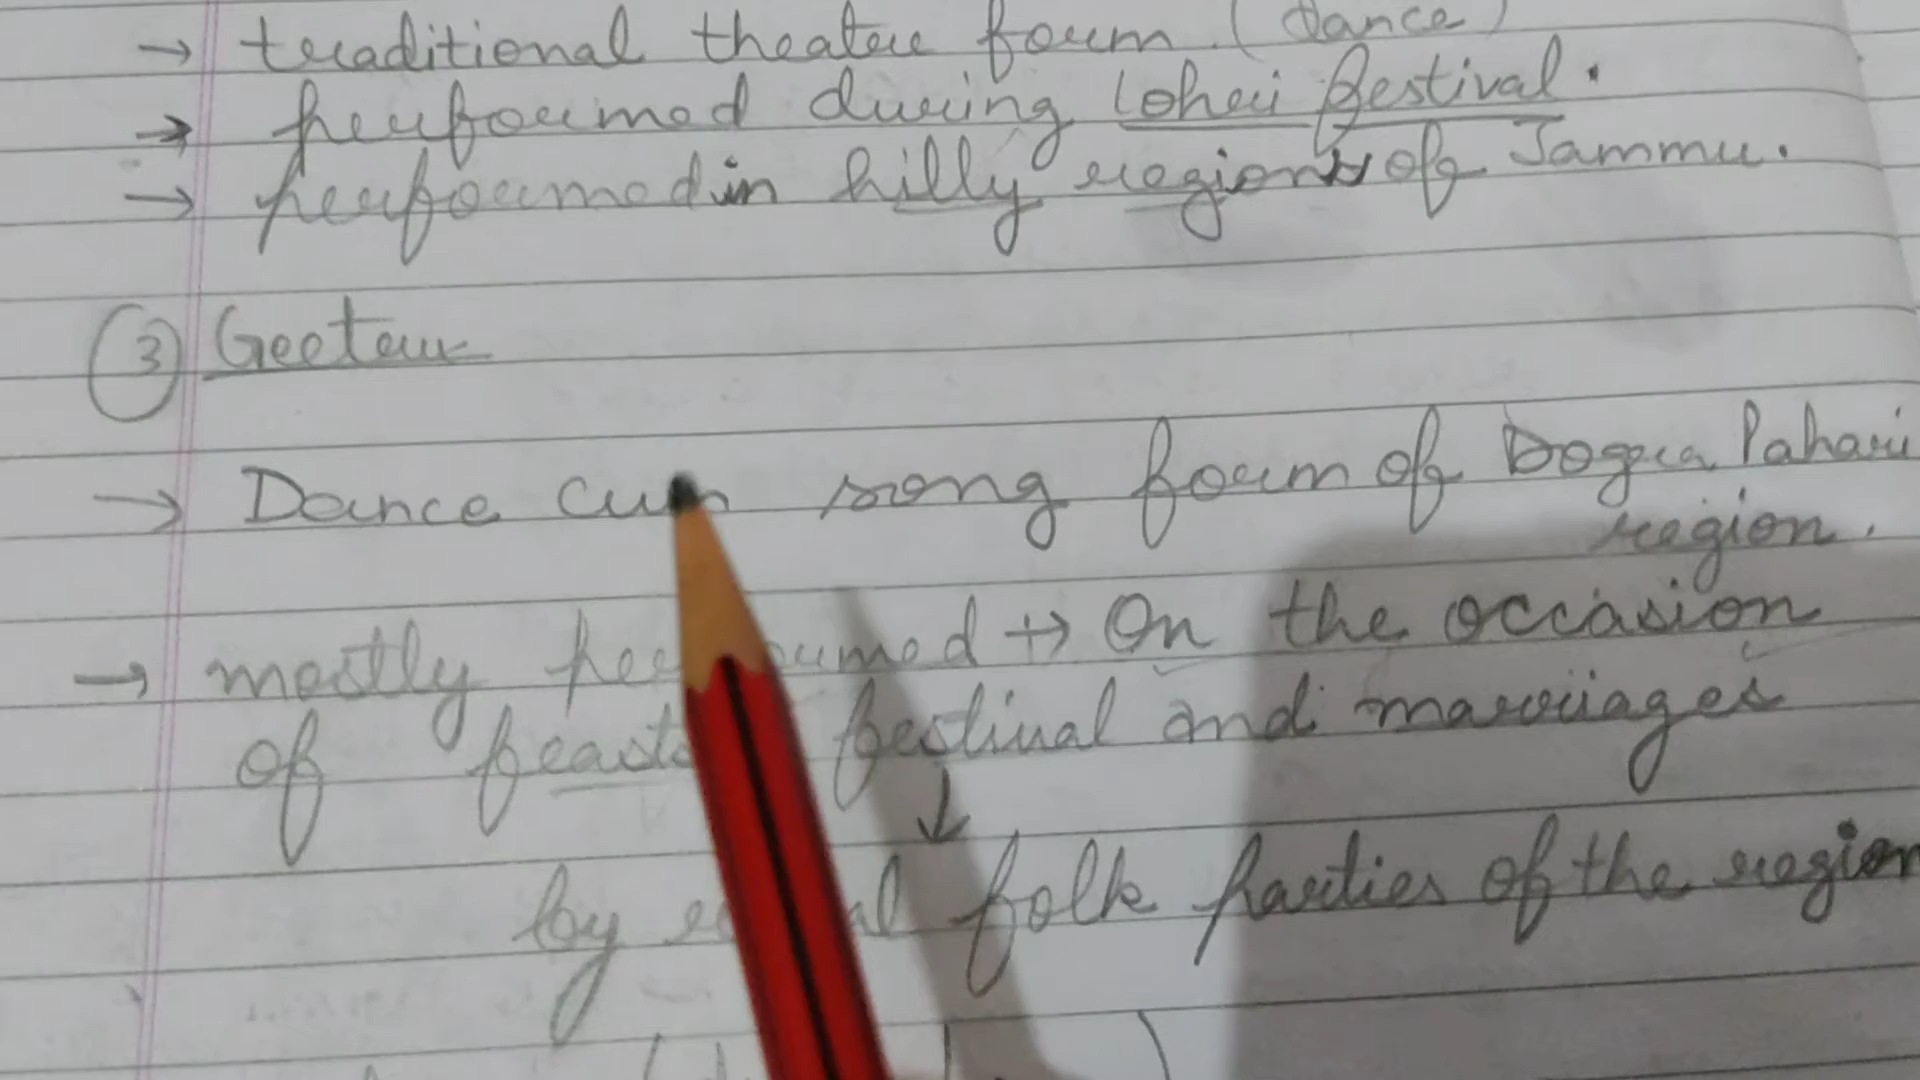 → traditional theatre form. (dance)
→ performed during Lohri festival.
→ performed in hilly regions of Jammu.
③ Geetru
→ Dance cum song form of Dogra Pahari
region.
→ mostly performed → On the occasion
of feasts festival and marriages
↓
by folk parties of the region